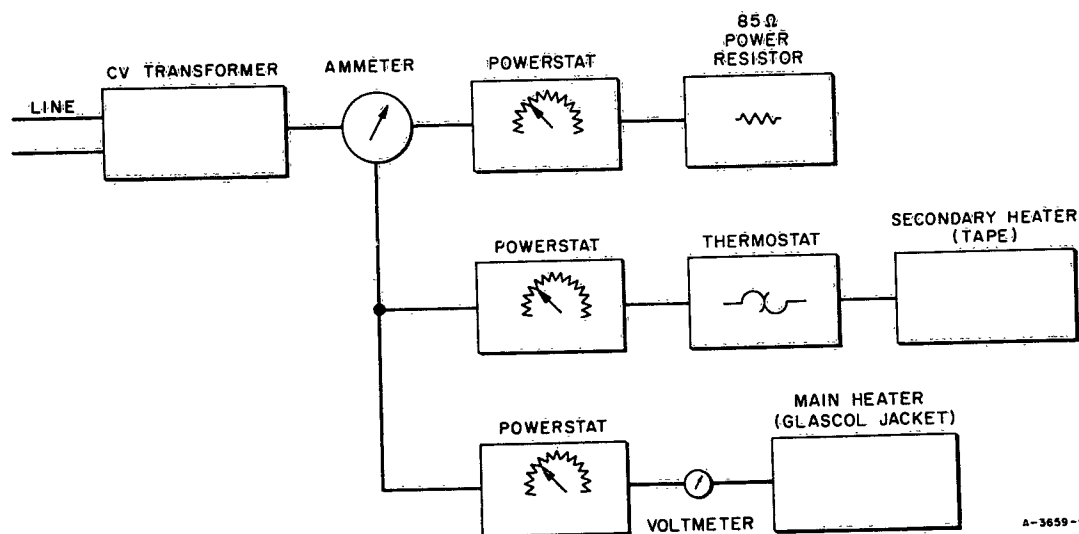 LINE
CV TRANSFORMER
AMMETER
POWERSTAT
85Ω
POWER
RESISTOR
POWERSTAT
THERMOSTAT
SECONDARY HEATER
(TAPE)
POWERSTAT
VOLTMETER
MAIN HEATER
(GLASCOL JACKET)
A-3659-